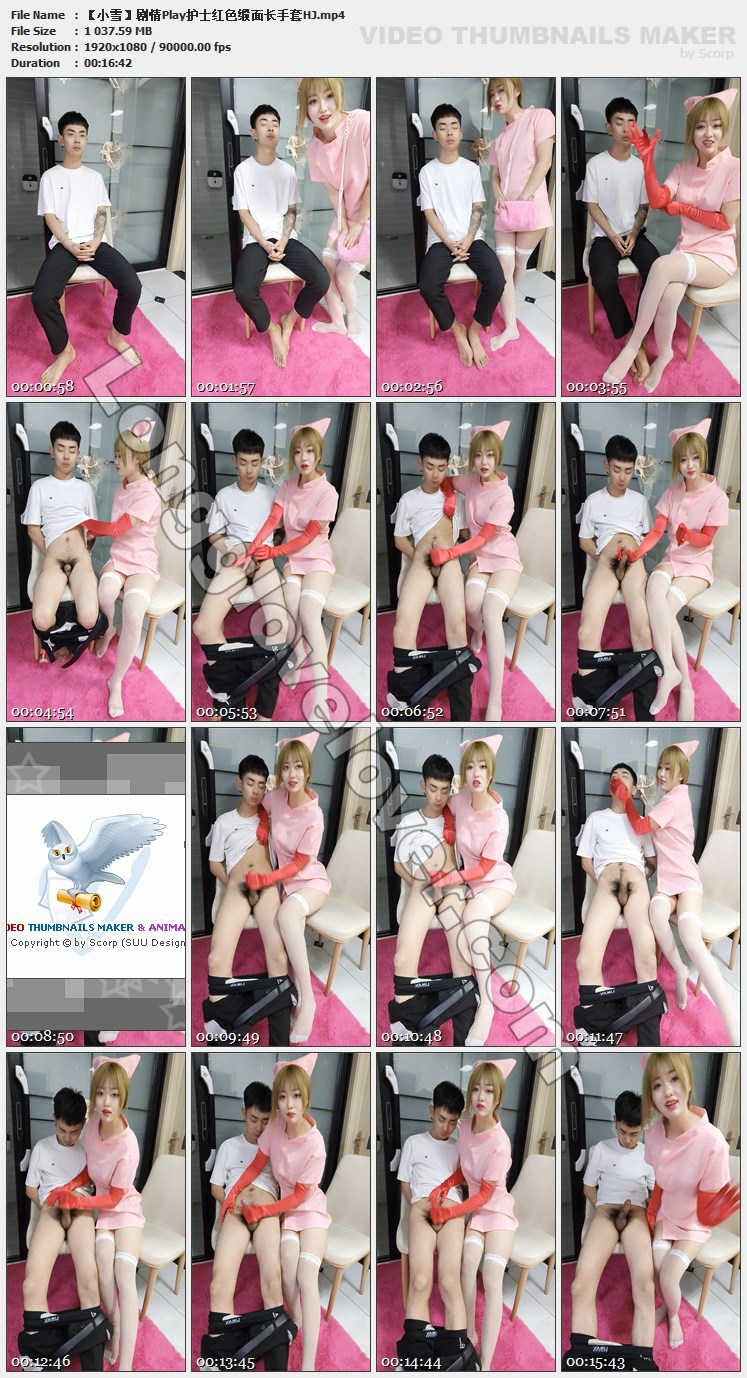 File Name : 【小雪】剧情Play护士红色缎面长手套HJ.mp4
File Size : 1 037.59 MB
Resolution : 1920x1080 / 90000.00 fps
Duration : 00:16:42
VIDEO THUMBNAILS MAKER
by Scorp
00:00:58
00:01:57
00:02:56
00:03:55
00:04:54
00:05:53
00:06:52
00:07:51
DEO THUMBNAILS MAKER & ANIMA
Copyright © by Scorp (SUU Design
00:08:50
00:09:49
00:10:48
00:11:47
00:12:46
00:13:45
00:14:44
00:15:43
Longglovelover.com